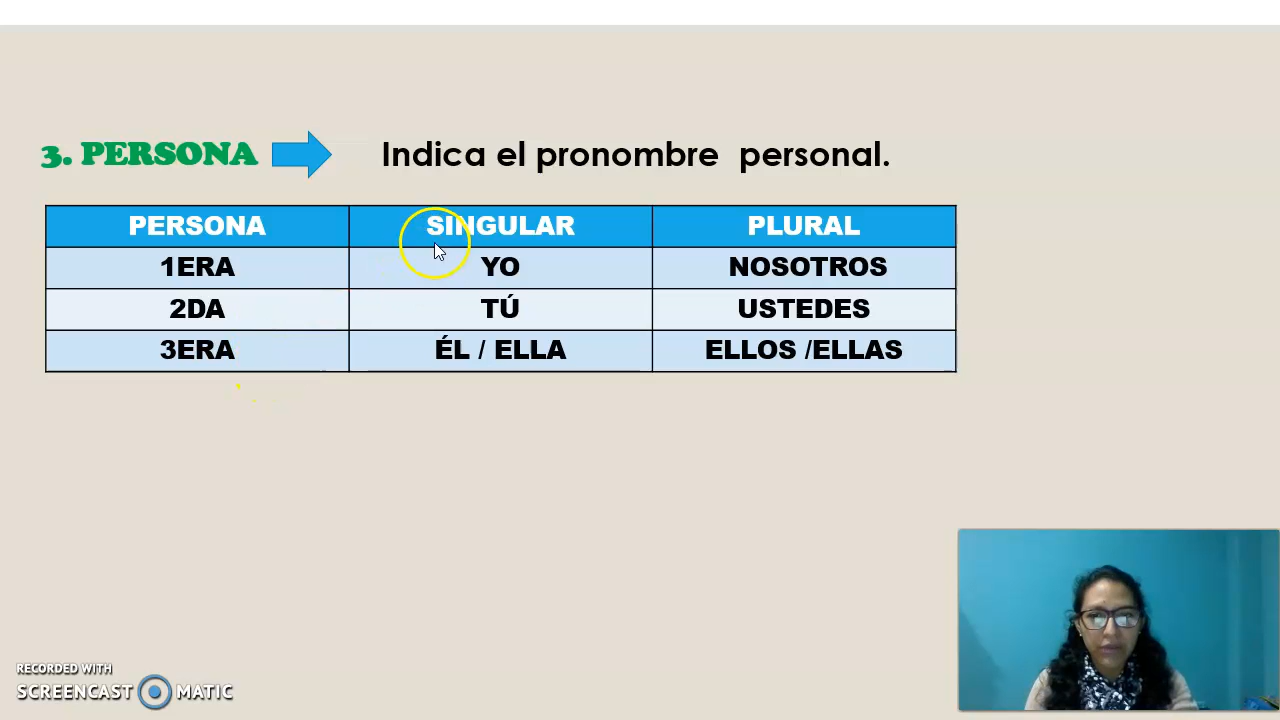 3. PERSONA Indica el pronombre personal.
PERSONA SINGULAR PLURAL
1ERA YO NOSOTROS
2DA TÚ USTEDES
3ERA ÉL / ELLA ELLOS /ELLAS
RECORDED WITH
SCREENCAST MATIC